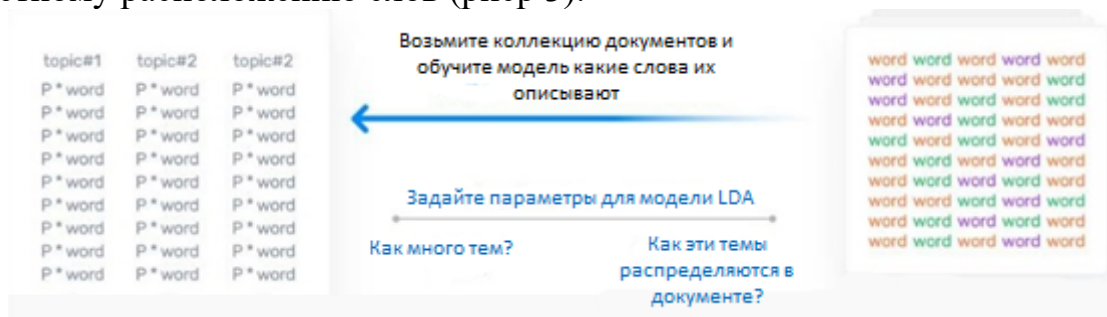 расположению слов 3).
topic#1 topic#2 topic#2
P * word P * word P * word
P * word P * word P * word
P * word P * word P * word
P * word P * word P * word
P * word P * word P * word
P * word P * word P * word
P * word P * word P * word
P * word P * word P * word
P * word P * word P * word
Возьмите коллекцию документов и
обучите модель какие слова их
описывают
Задайте параметры для модели LDA
Как много тем?
Как эти темы
распределяются в
документе?
word word word word word
word word word word word
word word word word word
word word word word word
word word word word word
word word word word word
word word word word word
word word word word word
word word word word word
word word word word word